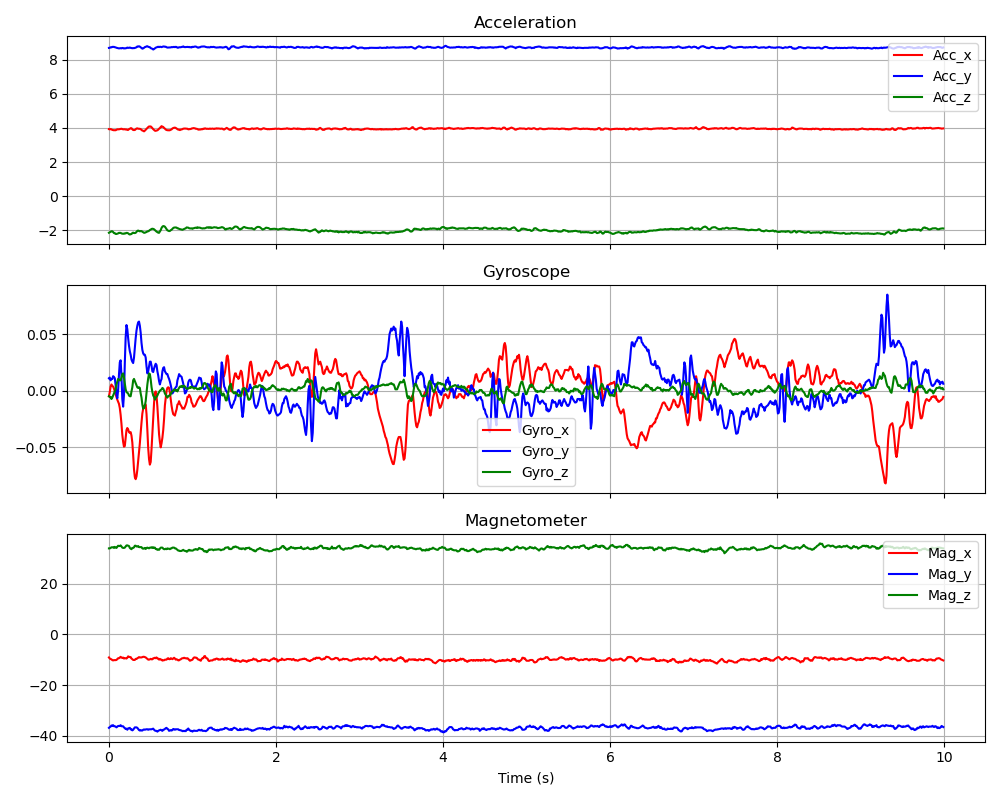 Acceleration
8
6
4
2
0
−2
Acc_x
Acc_y
Acc_z
Gyroscope
0.05
0.00
−0.05
Gyro_x
Gyro_y
Gyro_z
Magnetometer
20
0
−20
−40
Mag_x
Mag_y
Mag_z
0 2 4 6 8 10
Time (s)